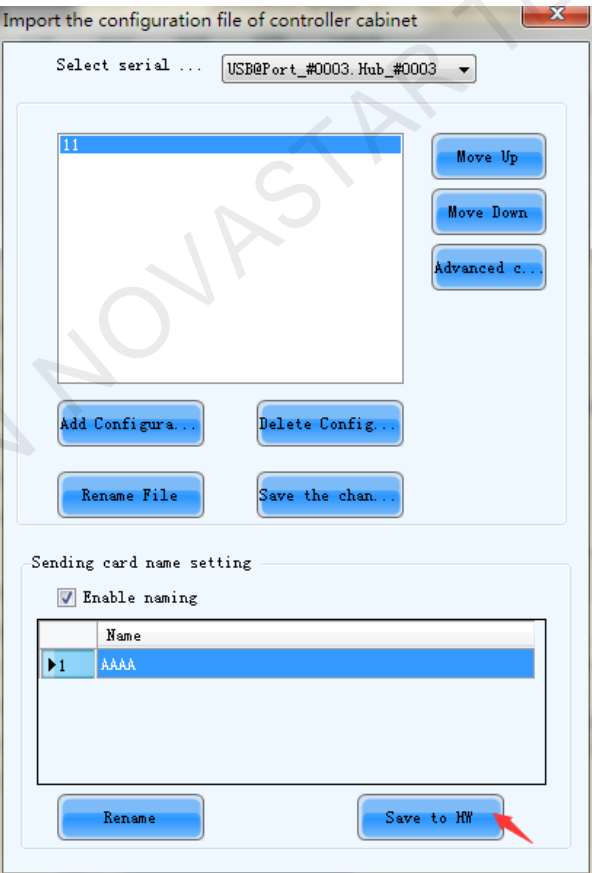 Import the configuration file of controller cabinet
Select serial ... USB@Port_#0003.Hub_#0003
11
Move Up
Move Down
Advanced c...
Add Configura... Delete Config...
Rename File Save the chan...
Sending card name setting
Enable naming
Name
1 AAAA
Rename Save to HW
NOVASTAR